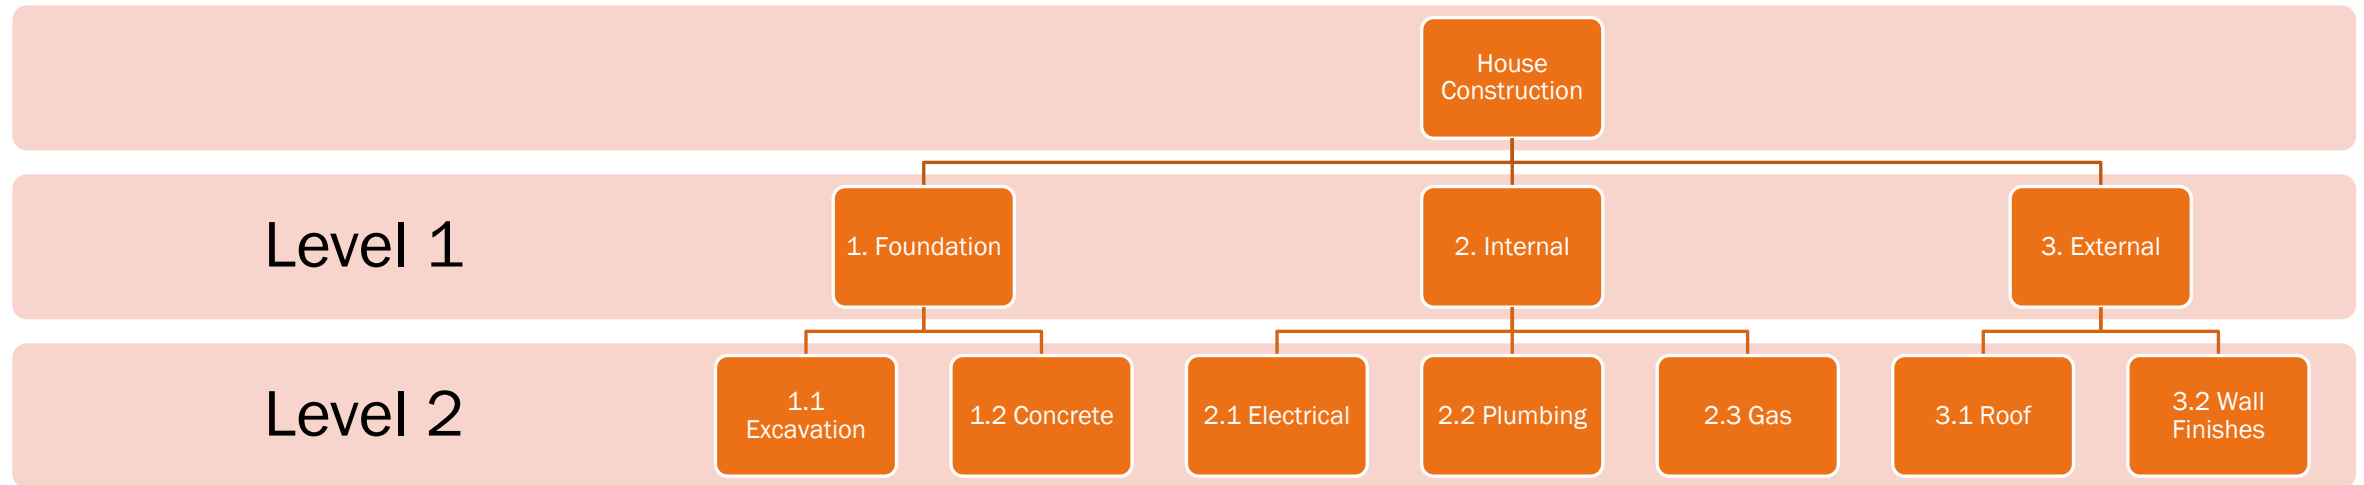 House
Construction
Level 1
1. Foundation
2. Internal
3. External
Level 2
1.1
Excavation
1.2 Concrete
2.1 Electrical
2.2 Plumbing
2.3 Gas
3.1 Roof
3.2 Wall
Finishes